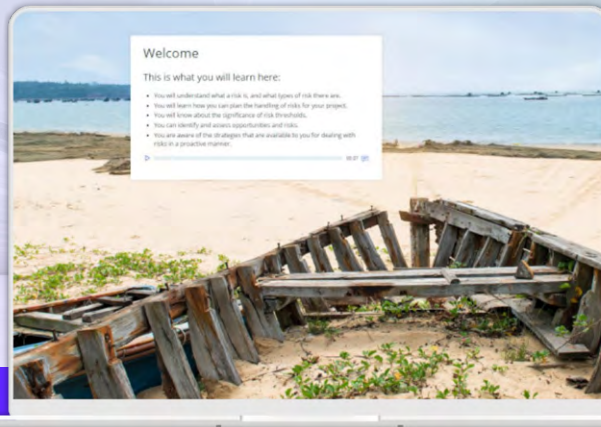 Welcome
This is what you will learn here:
• You will understand what a risk is, and what types of risk there are.
• You will learn how you can plan the handling of risks for your project.
• You will know about the significance of risk thresholds.
• You can identify and assess opportunities and risks.
• You are aware of the strategies that are available to you for dealing with
risks in a proactive manner.